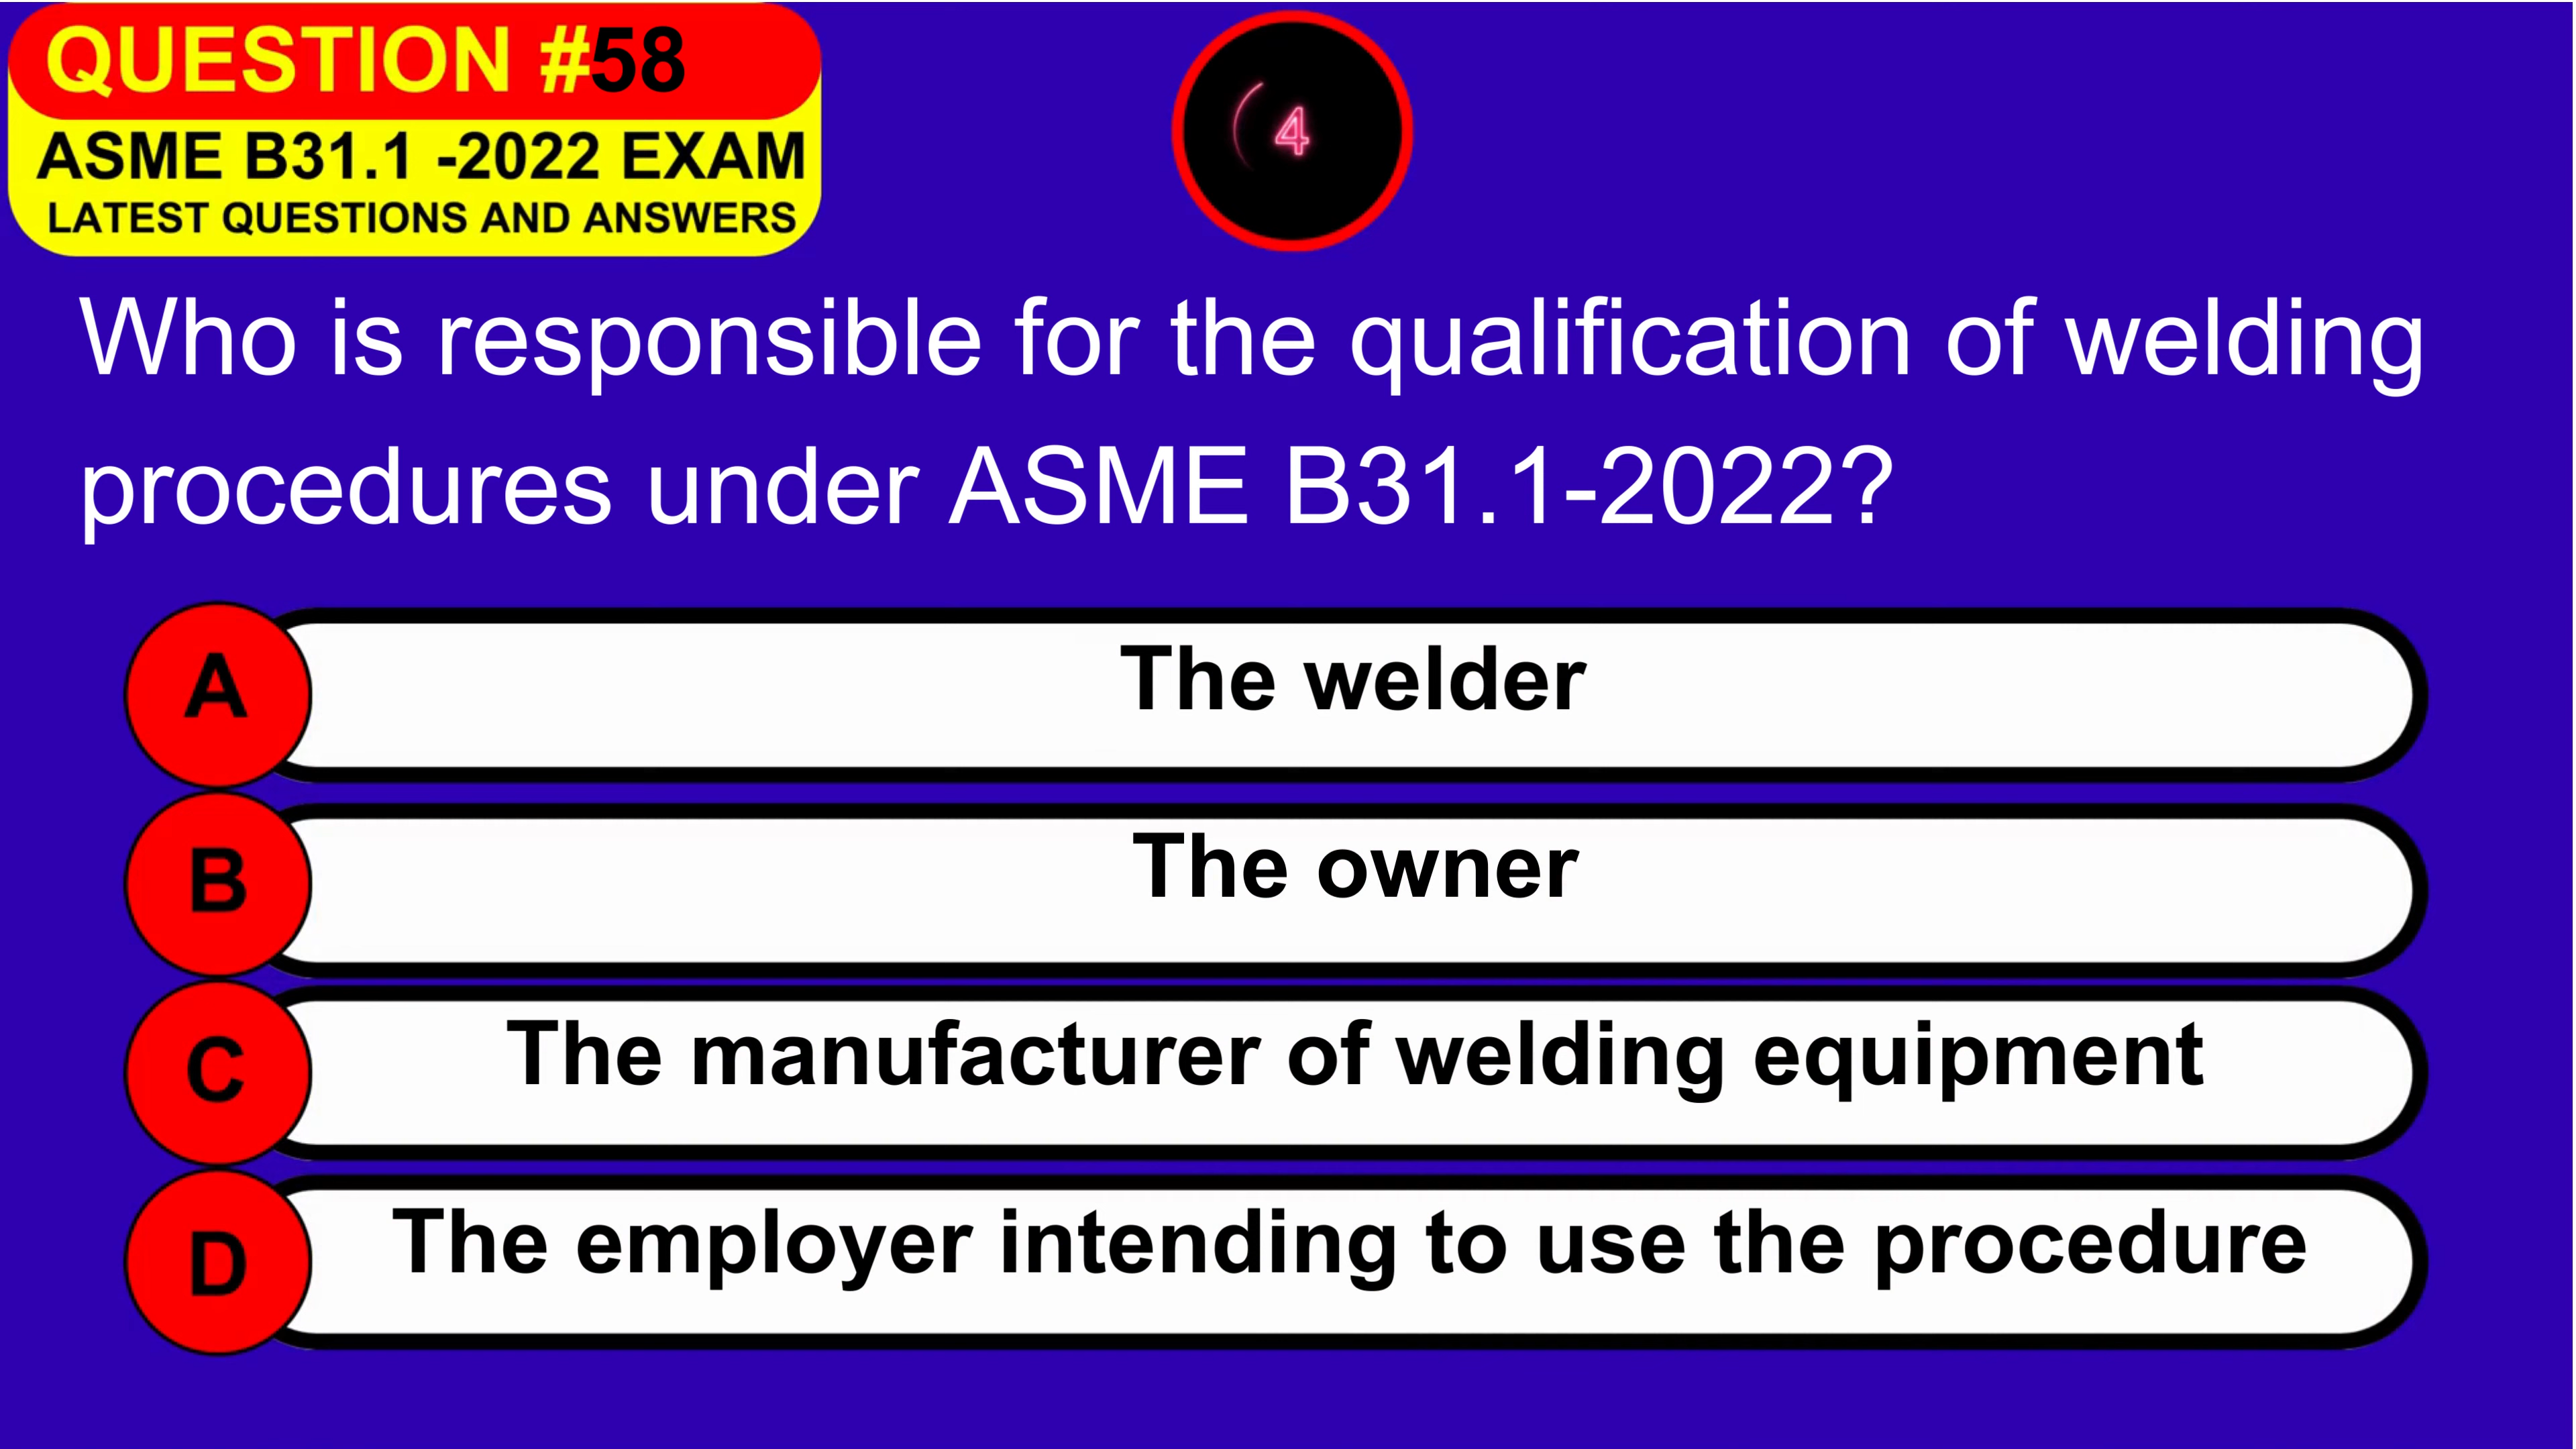 QUESTION #58
ASME B31.1 -2022 EXAM
LATEST QUESTIONS AND ANSWERS
4
Who is responsible for the qualification of welding
procedures under ASME B31.1-2022?
A The welder
B The owner
C The manufacturer of welding equipment
D The employer intending to use the procedure